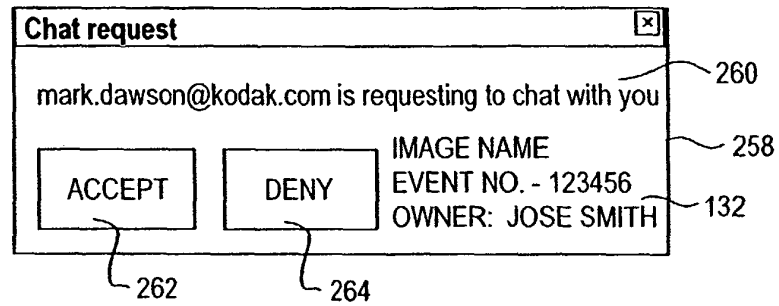 Chat request
260
mark.dawson@kodak.com is requesting to chat with you
258
IMAGE NAME
ACCEPT DENY EVENT NO. - 123456
OWNER: JOSE SMITH 132
262 264